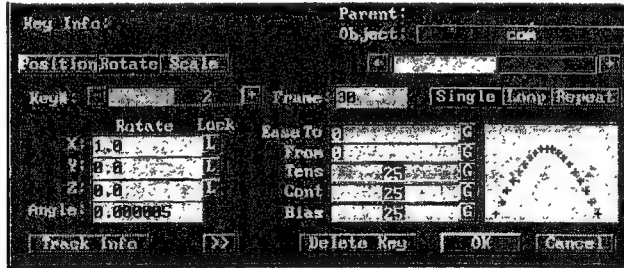 Key Info:
Parent:
Object: com
Position Rotate Scale
Key#: - 2 + Frame 30 Single Loop Repeat
Rotate Lock
X: 1.0 L
Y: 0.0 L
Z: 0.0 L
Angle: 0.000005
Ease To 0 G
From 0 G
Tens 25 G
Cont 25 G
Bias 25 G
Track Info >> Delete Key OK Cancel